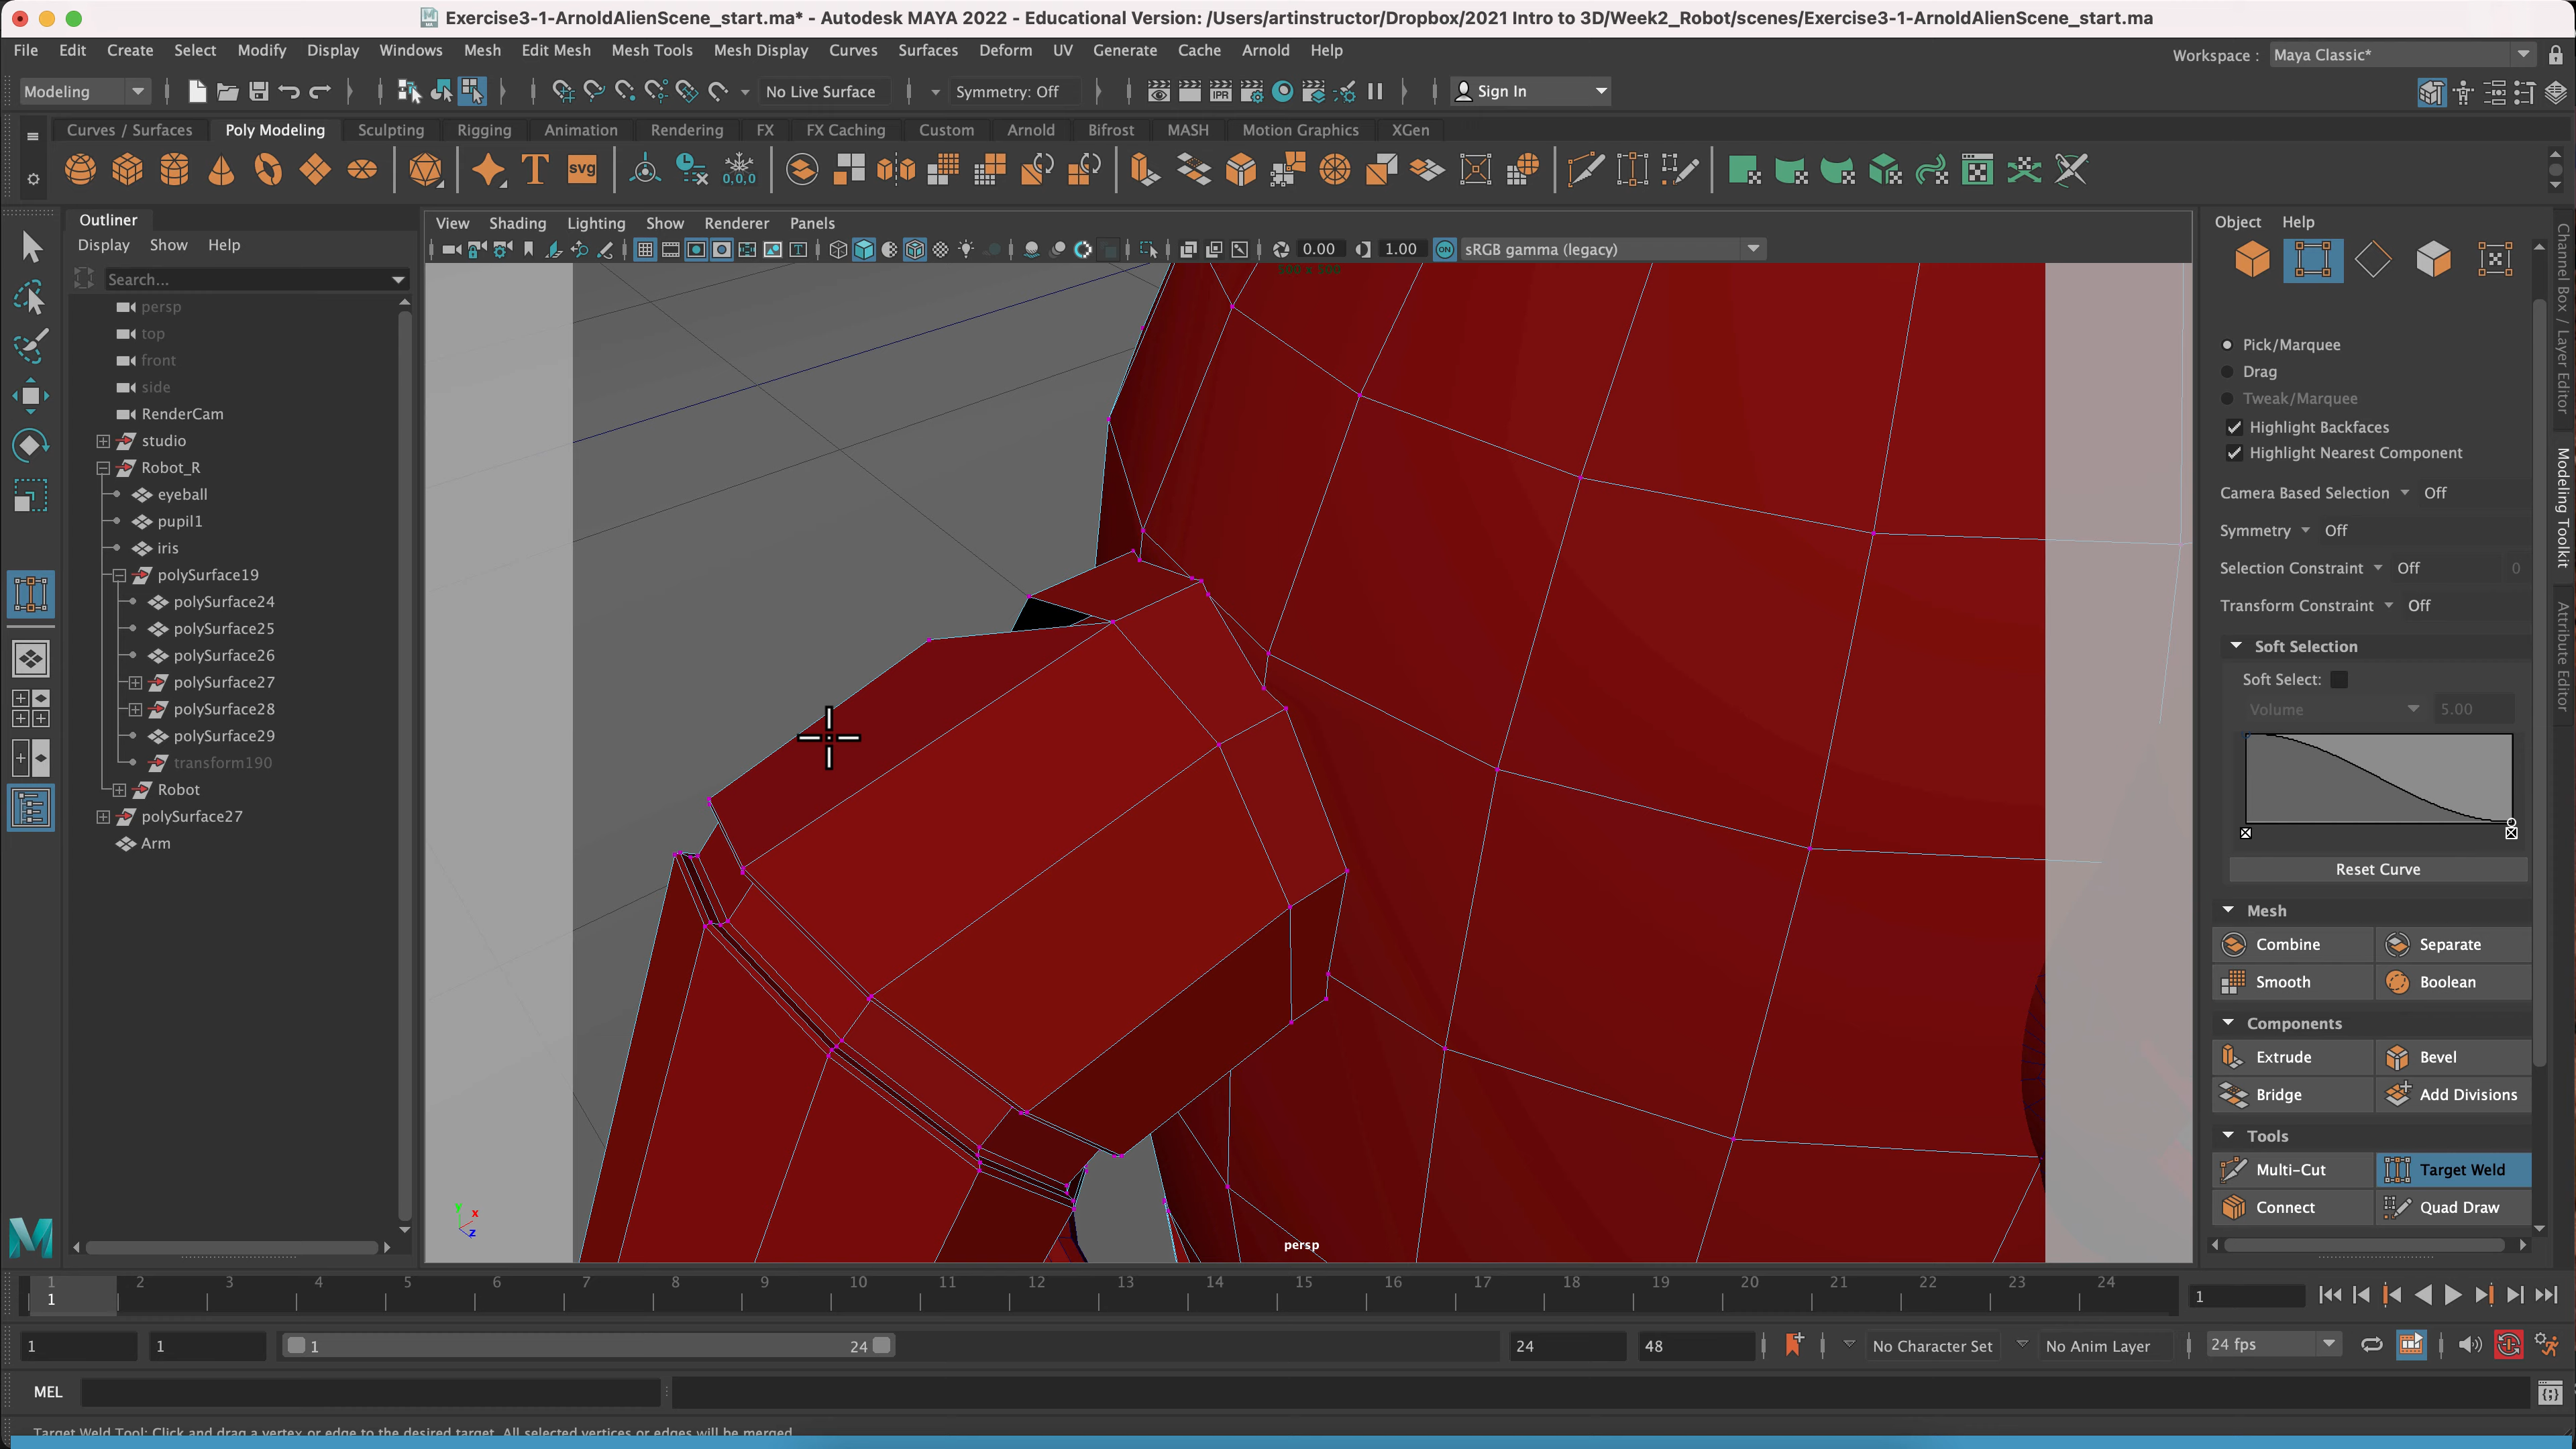 Exercise3-1-ArnoldAlienScene_start.ma* - Autodesk MAYA 2022 - Educational Version: /Users/artinstructor/Dropbox/2021 Intro to 3D/Week2_Robot/scenes/Exercise3-1-ArnoldAlienScene_start.ma
File Edit Create Select Modify Display Windows Mesh Edit Mesh Mesh Tools Mesh Display Curves Surfaces Deform UV Generate Cache Arnold Help
Workspace : Maya Classic*
Modeling No Live Surface Symmetry: Off IPR Sign In
Curves / Surfaces Poly Modeling Sculpting Rigging Animation Rendering FX FX Caching Custom Arnold Bifrost MASH Motion Graphics XGen
T svg 0,0,0
Outliner
Display Show Help
Search...
persp
top
front
side
RenderCam
studio
Robot_R
eyeball
pupil1
iris
polySurface19
polySurface24
polySurface25
polySurface26
polySurface27
polySurface28
polySurface29
transform190
Robot
polySurface27
Arm
View Shading Lighting Show Renderer Panels
0.00 1.00 ON sRGB gamma (legacy)
y x z
persp
Object Help
Pick/Marquee
Drag
Tweak/Marquee
Highlight Backfaces
Highlight Nearest Component
Camera Based Selection Off
Symmetry Off
Selection Constraint Off 0
Transform Constraint Off
Soft Selection
Soft Select:
Volume 5.00
Reset Curve
Mesh
Combine Separate
Smooth Boolean
Components
Extrude Bevel
Bridge Add Divisions
Tools
Multi-Cut Target Weld
Connect Quad Draw
Channel Box / Layer Editor
Modeling Toolkit
Attribute Editor
1 2 3 4 5 6 7 8 9 10 11 12 13 14 15 16 17 18 19 20 21 22 23 24
1 1
1 1 1 24 24 48 No Character Set No Anim Layer 24 fps
MEL
Target Weld Tool: Click and drag a vertex or edge to the desired target. All selected vertices or edges will be merged